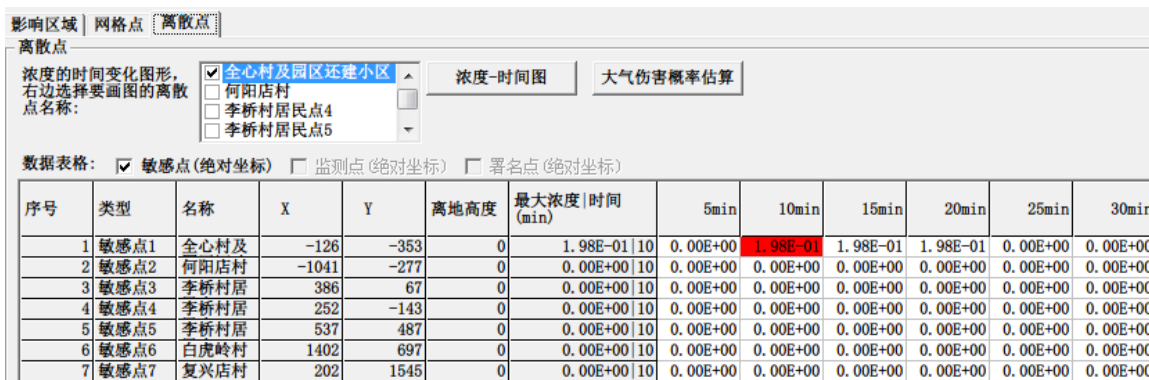 影响区域 网格点 离散点
离散点
浓度的时间变化图形，
右边选择要画图的离散
点名称：
全心村及园区还建小区
何阳店村
李桥村居民点4
李桥村居民点5
浓度-时间图 大气伤害概率估算
数据表格： 敏感点(绝对坐标) 监测点(绝对坐标) 署名点(绝对坐标)
序号 类型 名称 X Y 离地高度 最大浓度|时间(min) 5min 10min 15min 20min 25min 30min
1 敏感点1 全心村及 -126 -353 0 1.98E-01|10 0.00E+00 1.98E-01 1.98E-01 1.98E-01 0.00E+00 0.00E+00
2 敏感点2 何阳店村 -1041 -277 0 0.00E+00|10 0.00E+00 0.00E+00 0.00E+00 0.00E+00 0.00E+00 0.00E+00
3 敏感点3 李桥村居 386 67 0 0.00E+00|10 0.00E+00 0.00E+00 0.00E+00 0.00E+00 0.00E+00 0.00E+00
4 敏感点4 李桥村居 252 -143 0 0.00E+00|10 0.00E+00 0.00E+00 0.00E+00 0.00E+00 0.00E+00 0.00E+00
5 敏感点5 李桥村居 537 487 0 0.00E+00|10 0.00E+00 0.00E+00 0.00E+00 0.00E+00 0.00E+00 0.00E+00
6 敏感点6 白虎岭村 1402 697 0 0.00E+00|10 0.00E+00 0.00E+00 0.00E+00 0.00E+00 0.00E+00 0.00E+00
7 敏感点7 复兴店村 202 1545 0 0.00E+00|10 0.00E+00 0.00E+00 0.00E+00 0.00E+00 0.00E+00 0.00E+00